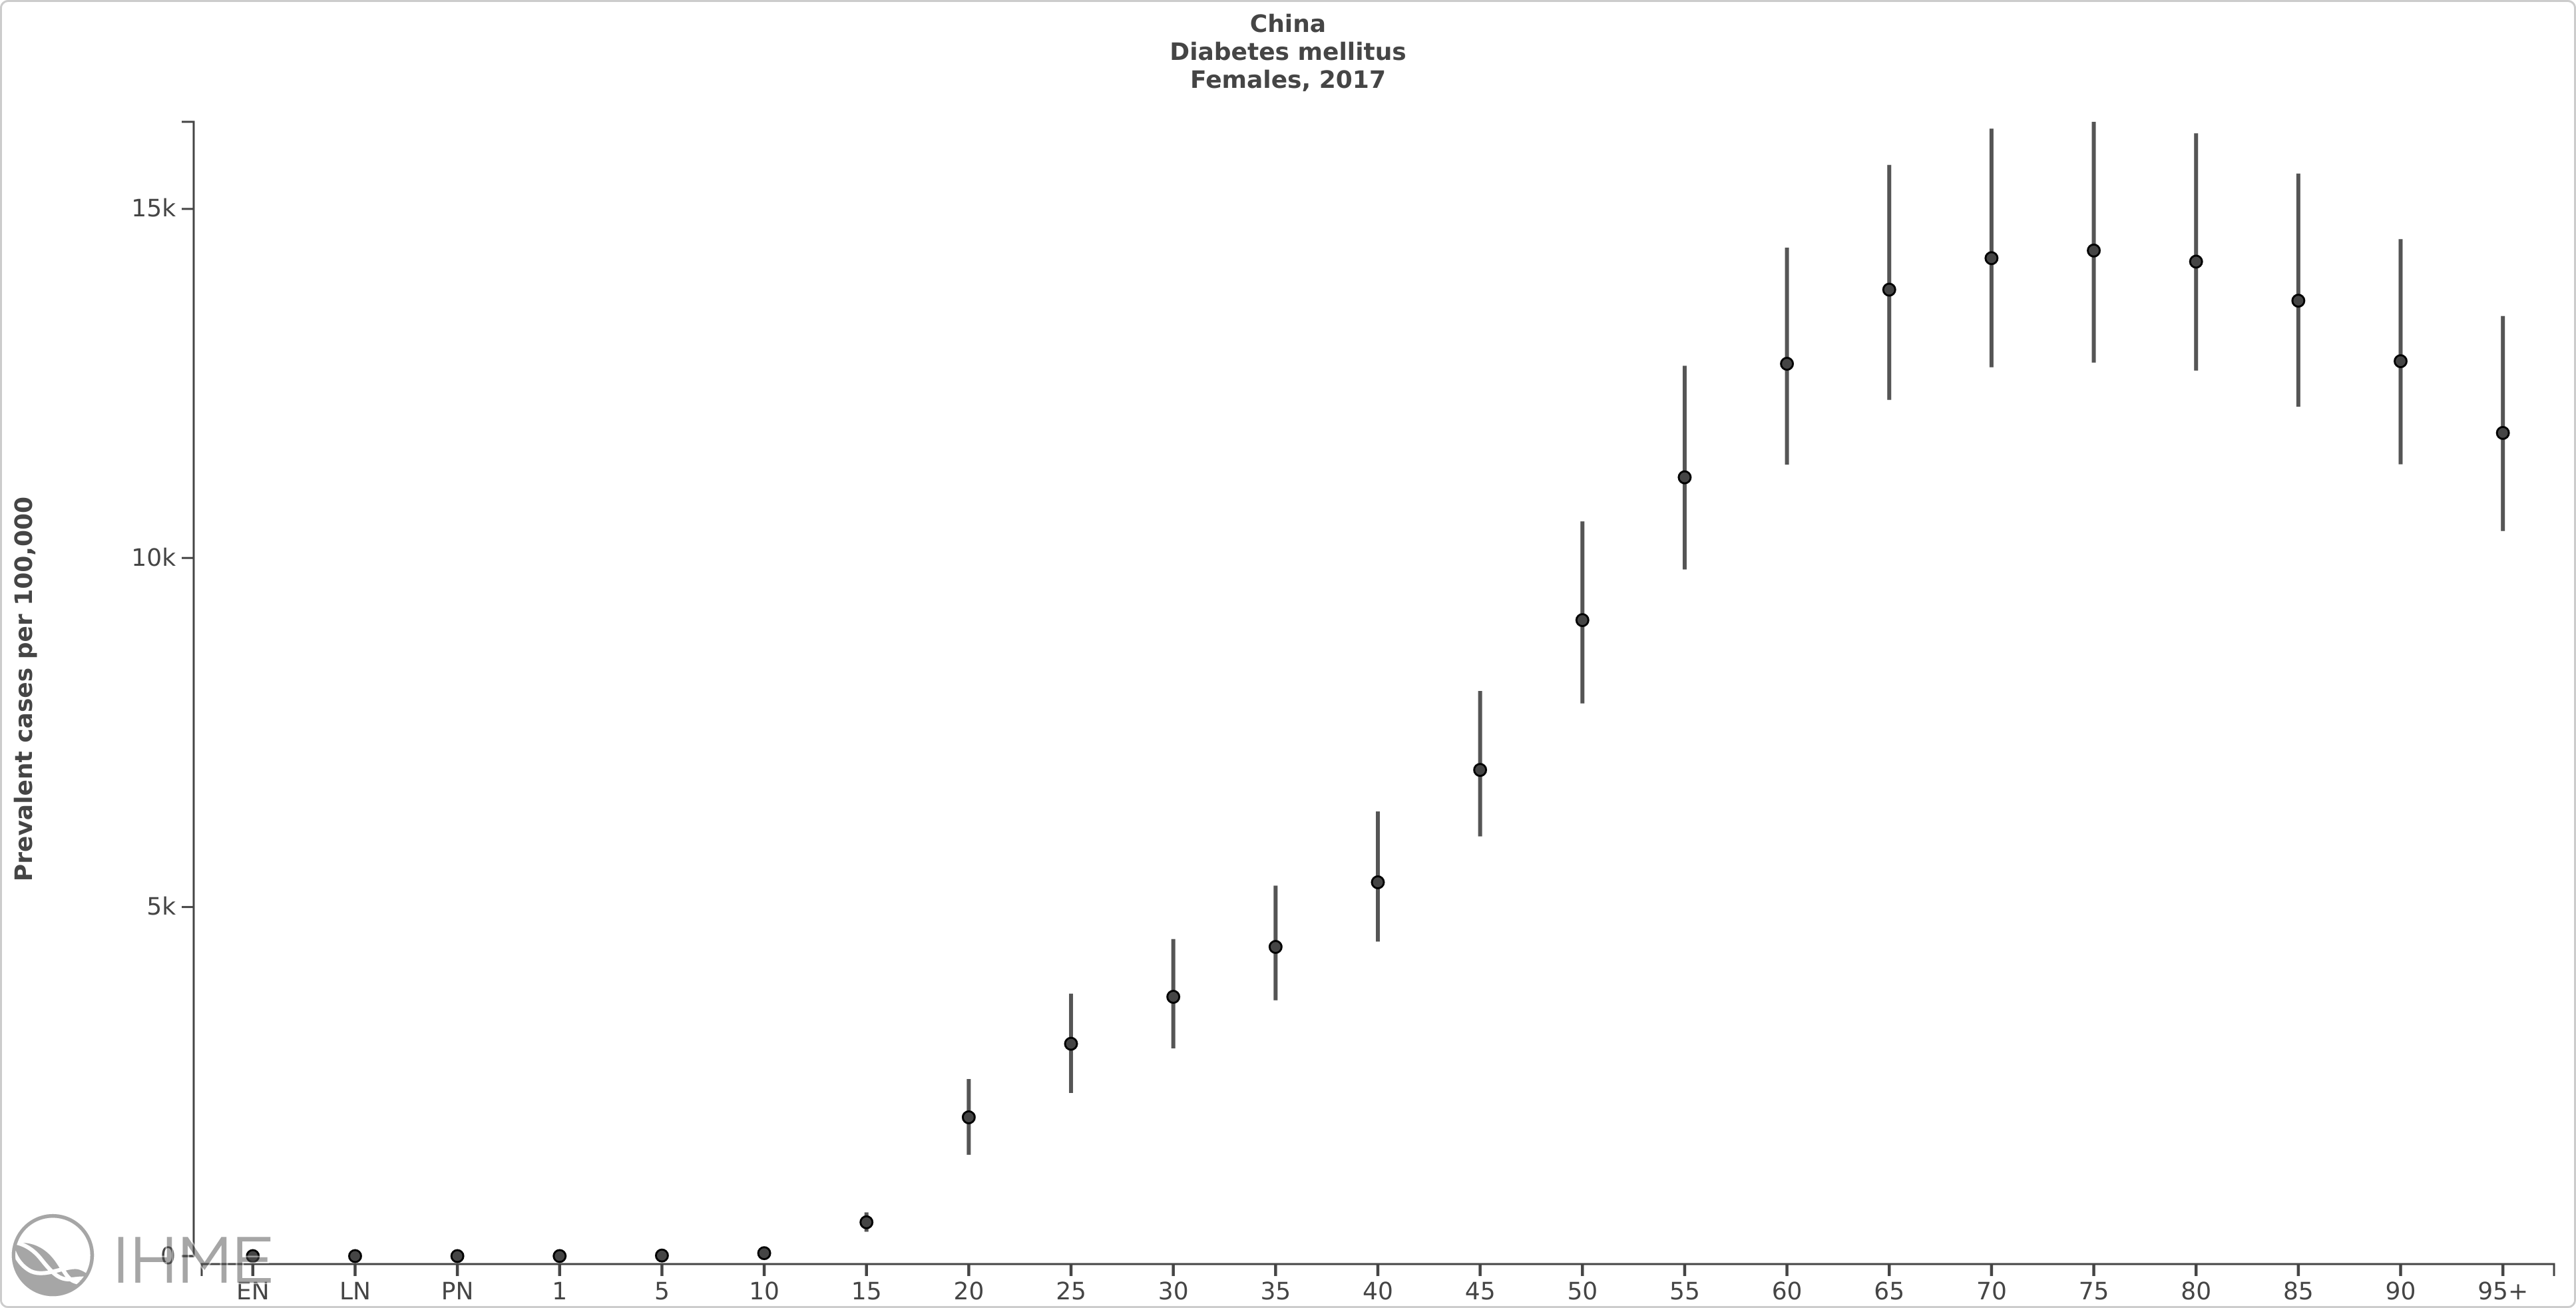 China
Diabetes mellitus
Females, 2017
Prevalent cases per 100,000
15k
10k
5k
0
IHME
EN LN PN 1 5 10 15 20 25 30 35 40 45 50 55 60 65 70 75 80 85 90 95+